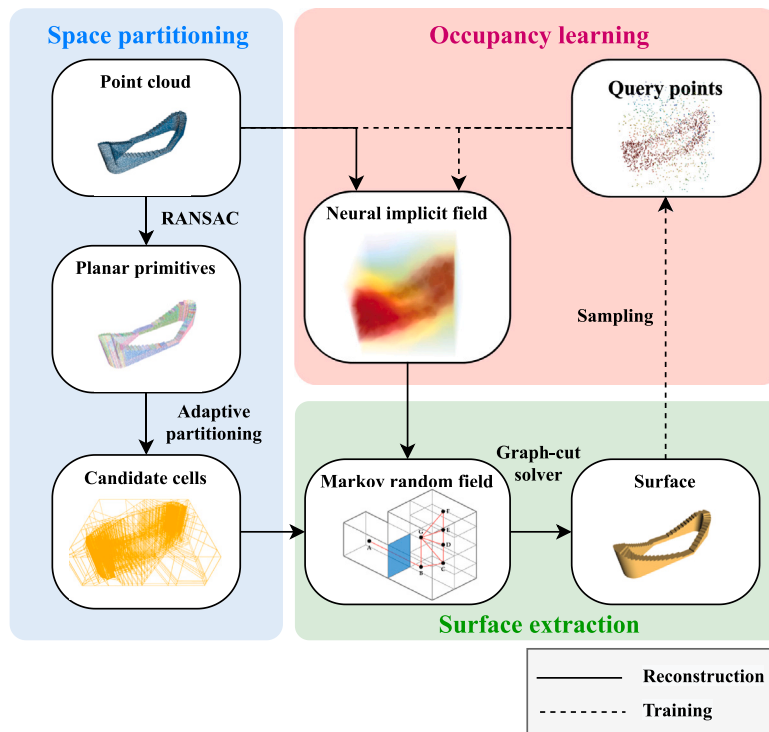 Space partitioning
Occupancy learning
Point cloud
Query points
RANSAC
Neural implicit field
Planar primitives
Sampling
Adaptive
partitioning
Graph-cut
solver
Candidate cells
Markov random field
Surface
A
B
C
D
E
F
G
Surface extraction
Reconstruction
Training